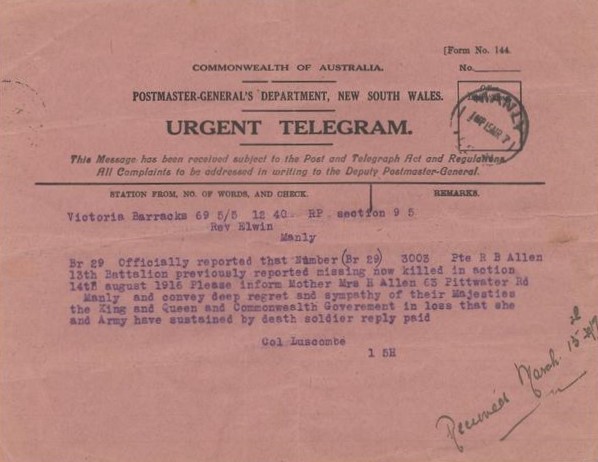 [Form No. 144.
COMMONWEALTH OF AUSTRALIA.
No.
POSTMASTER-GENERAL'S DEPARTMENT, NEW SOUTH WALES.
MANLY
URGENT TELEGRAM.
This Message has been received subject to the Post and Telegraph Act and Regulations.
All Complaints to be addressed in writing to the Deputy Postmaster-General.
STATION FROM, NO. OF WORDS, AND CHECK. REMARKS.
Victoria Barracks 69 5/5 12 40 RP. section 9 5
Rev Elwin
Manly
Br 29 Officially reported that Number (Br 29) 3003 Pte R B Allen
13th Battalion previously reported missing now killed in action
14th august 1916 Please inform Mother Mrs H Allen 63 Pittwater Rd
Manly and convey deep regret and sympathy of their Majesties
the King and Queen and Commonwealth Goverement in loss that she
and Army have sustained by death soldier reply paid
Col Luscombe
1 5H
Received March 15